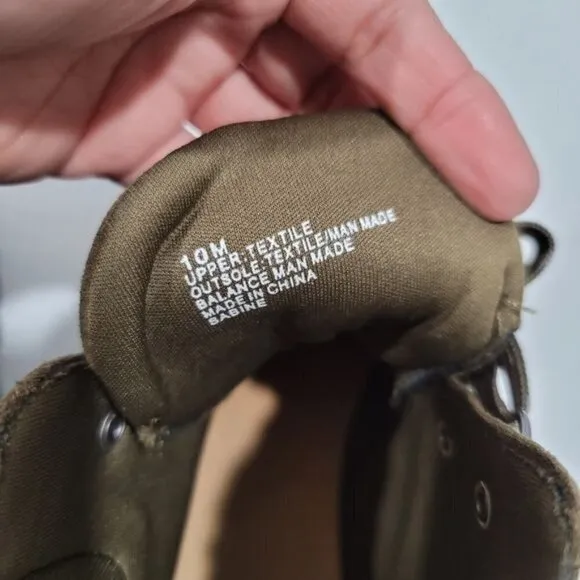 10M
UPPER:TEXTILE
OUTSOLE:TEXTILE/MAN MADE
BALANCE MAN MADE
MADE IN CHINA
SABINE